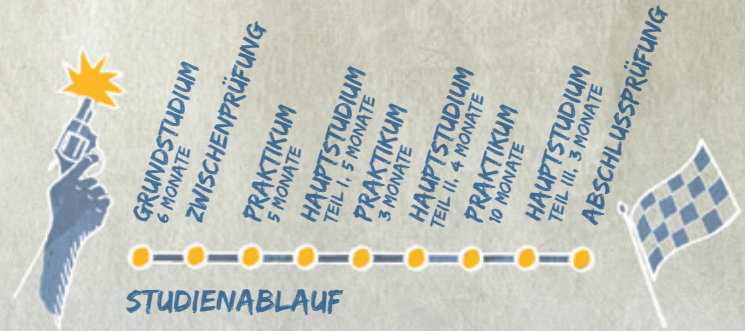 GRUNDSTUDIUM
6 MONATE
ZWISCHENPRÜFUNG
PRAKTIKUM
5 MONATE
HAUPTSTUDIUM
TEIL I, 5 MONATE
PRAKTIKUM
3 MONATE
HAUPTSTUDIUM
TEIL II, 4 MONATE
PRAKTIKUM
10 MONATE
HAUPTSTUDIUM
TEIL III, 3 MONATE
ABSCHLUSSPRÜFUNG
STUDIENABLAUF